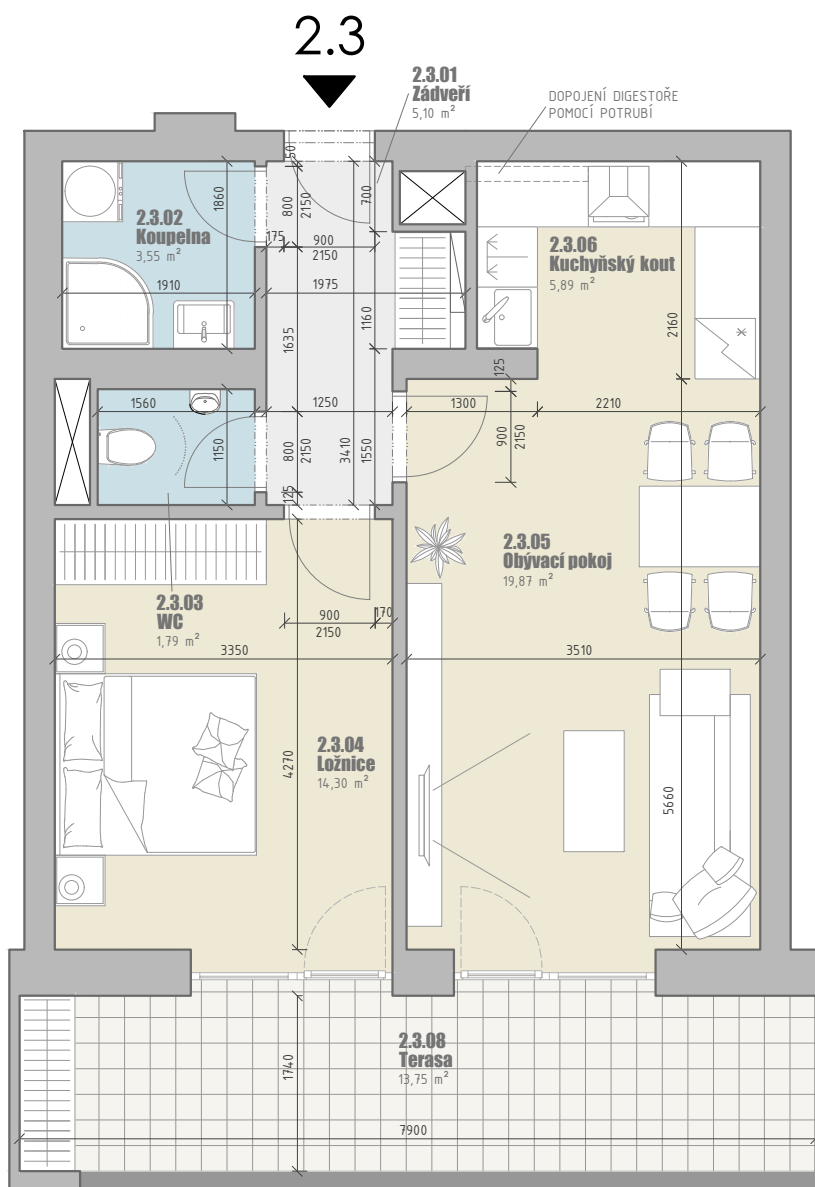 2.3
2.3.01
Zádveří
5,10 m²
DOPOJENÍ DIGESTOŘE
POMOCÍ POTRUBÍ
1860
800
2150
700
2.3.02
Koupelna
3,55 m²
175
900
2150
2.3.06
Kuchyňský kout
5,89 m²
1910
1975
1635
1160
2160
125
1560
1250
1300
2210
1150
800
2150
3410
1550
900
2150
125
2.3.05
Obývací pokoj
19,87 m²
2.3.03
WC
1,79 m²
900
2150
170
3350
3510
2.3.04
Ložnice
14,30 m²
4270
5660
2.3.08
Terasa
13,75 m²
1740
7900